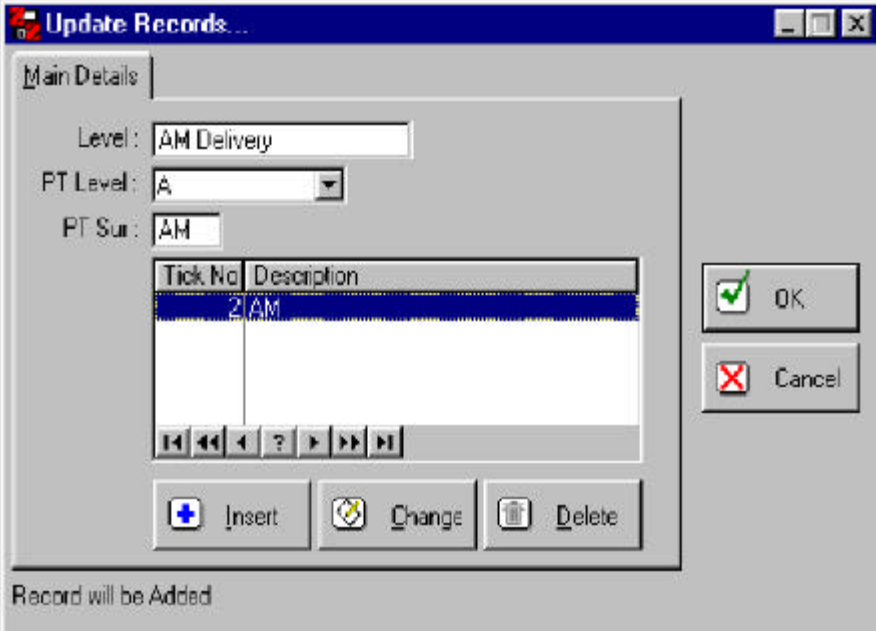 Update Records...
Main Details
Level : AM Delivery
PT Level : A
PT Sur : AM
Tick No Description
2 AM
OK
Cancel
?
Insert Change Delete
Record will be Added